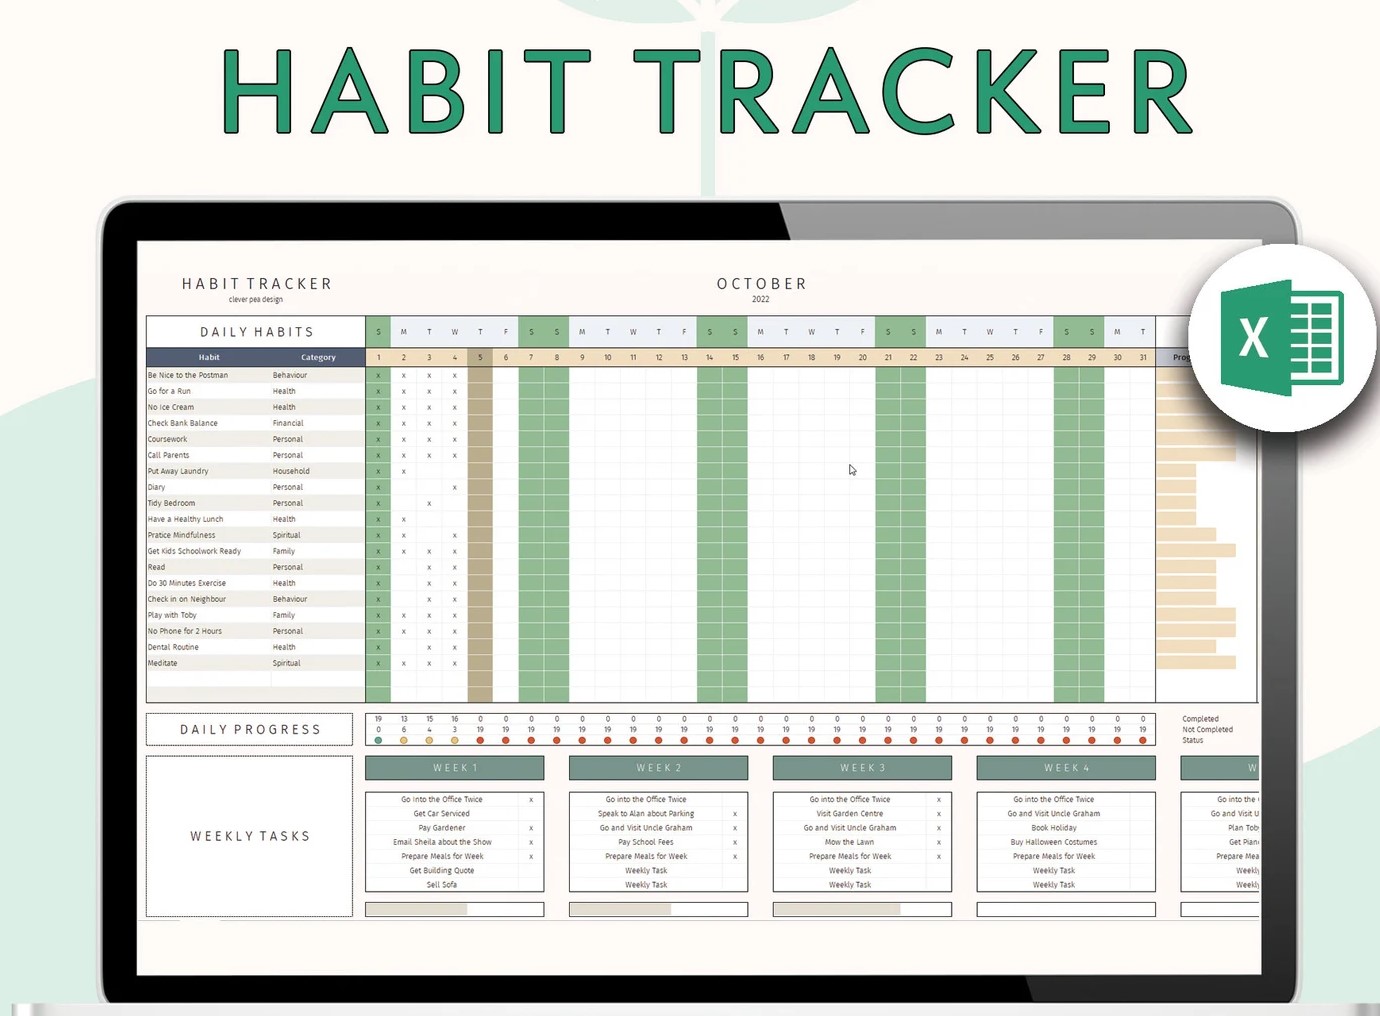 HABIT TRACKER
HABIT TRACKER
clever pea design
OCTOBER
2022
DAILY HABITS S M T W T F S S M T W T F S S M T W T F S S M T W T F S S M T
Habit Category 1 2 3 4 5 6 7 8 9 10 11 12 13 14 15 16 17 18 19 20 21 22 23 24 25 26 27 28 29 30 31
Be Nice to the Postman Behaviour x x x x
Go for a Run Health x x x x
No Ice Cream Health x x x x
Check Bank Balance Financial x x x x
Coursework Personal x x x x
Call Parents Personal x x x x
Put Away Laundry Household x x
Diary Personal x x
Tidy Bedroom Personal x x
Have a Healthy Lunch Health x x
Pratice Mindfulness Spiritual x x x
Get Kids Schoolwork Ready Family x x x x
Read Personal x x x
Do 30 Minutes Exercise Health x x x
Check in on Neighbour Behaviour x x x
Play with Toby Family x x x x
No Phone for 2 Hours Personal x x x x
Dental Routine Health x x x
Meditate Spiritual x x x x
DAILY PROGRESS
19 13 15 16 0 0 0 0 0 0 0 0 0 0 0 0 0 0 0 0 0 0 0 0 0 0 0 0 0 0 0 Completed
0 6 4 3 19 19 19 19 19 19 19 19 19 19 19 19 19 19 19 19 19 19 19 19 19 19 19 19 19 19 19 Not Completed
Status
WEEKLY TASKS
WEEK 1
Go into the Office Twice x
Get Car Serviced
Pay Gardener x
Email Sheila about the Show x
Prepare Meals for Week x
Get Building Quote
Sell Sofa
WEEK 2
Go into the Office Twice
Speak to Alan about Parking x
Go and Visit Uncle Graham x
Pay School Fees x
Prepare Meals for Week x
Weekly Task
Weekly Task
WEEK 3
Go into the Office Twice x
Visit Garden Centre x
Go and Visit Uncle Graham x
Mow the Lawn x
Prepare Meals for Week x
Weekly Task
Weekly Task
WEEK 4
Go into the Office Twice
Go and Visit Uncle Graham
Book Holiday
Buy Halloween Costumes
Prepare Meals for Week
Weekly Task
Weekly Task
W
Go into the
Go and Visit U
Plan
Get
Prepare Mea
X